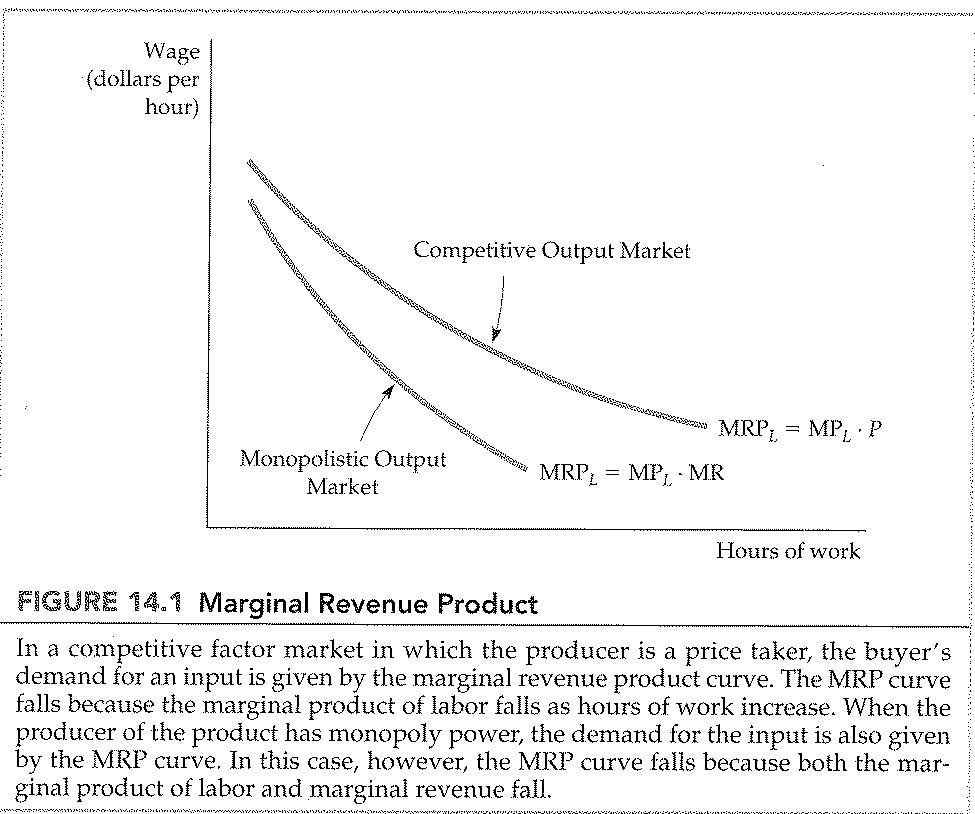 Wage
(dollars per
hour)
Competitive Output Market
MRP_L = MP_L · P
Monopolistic Output
Market
MRP_L = MP_L · MR
Hours of work
FIGURE 14.1 Marginal Revenue Product
In a competitive factor market in which the producer is a price taker, the buyer’s
demand for an input is given by the marginal revenue product curve. The MRP curve
falls because the marginal product of labor falls as hours of work increase. When the
producer of the product has monopoly power, the demand for the input is also given
by the MRP curve. In this case, however, the MRP curve falls because both the mar-
ginal product of labor and marginal revenue fall.